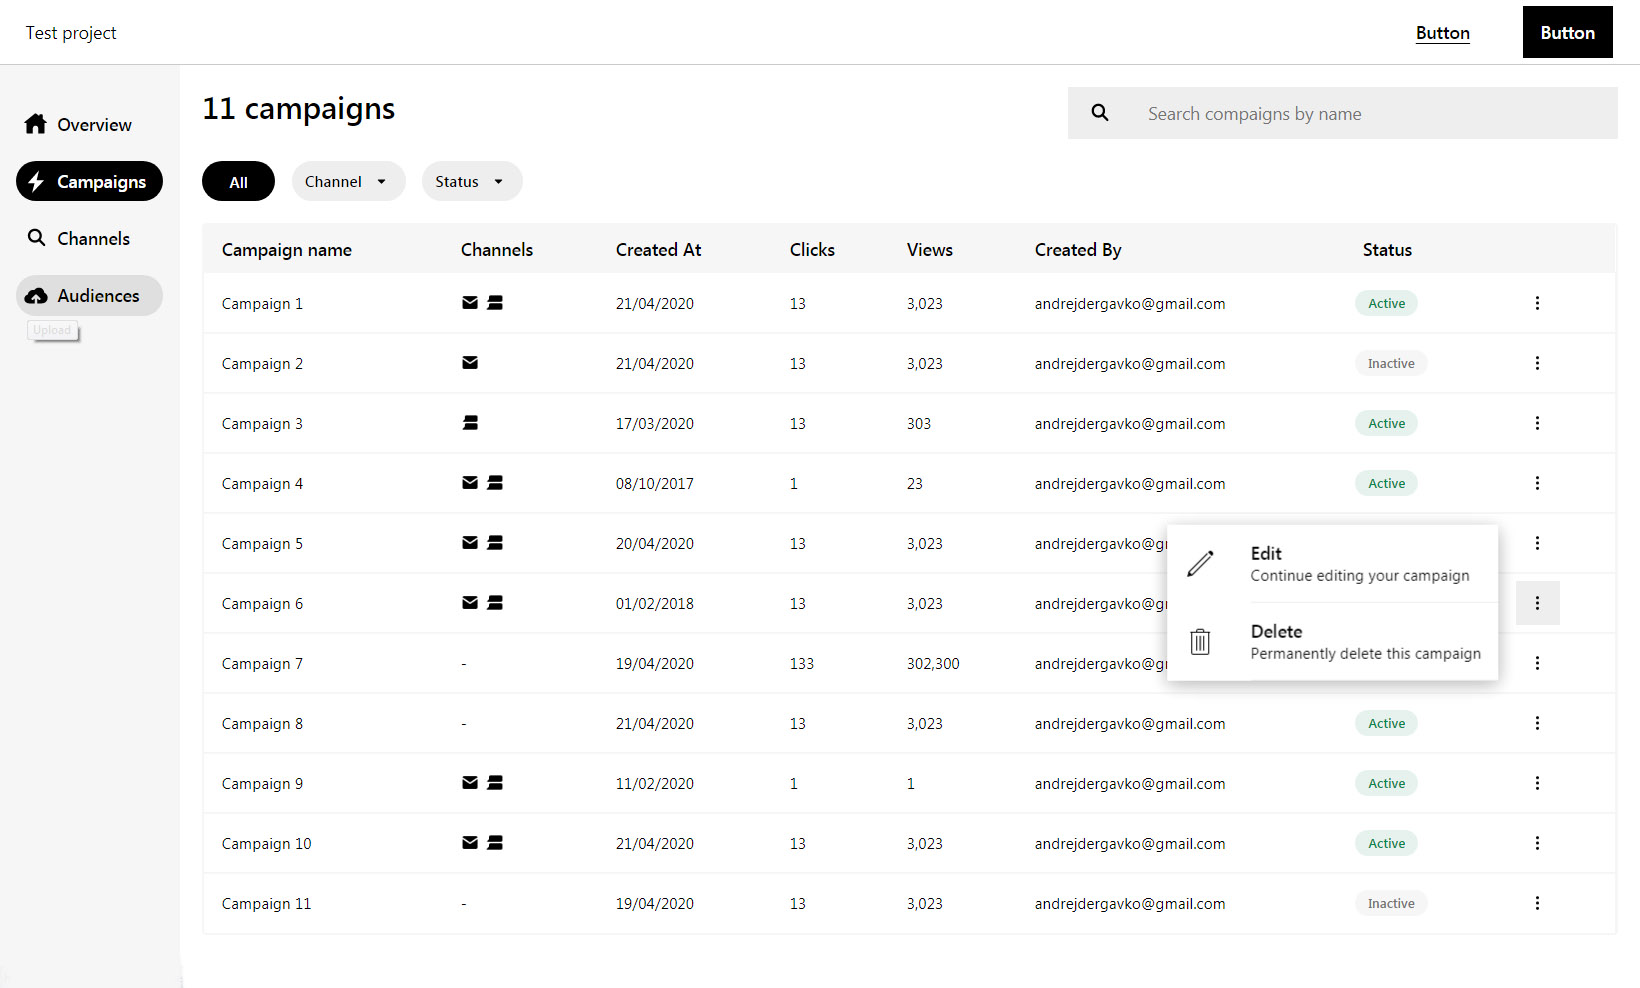 Test project
Button
Button
Overview
Campaigns
Channels
Audiences
Upload
11 campaigns
Search compaigns by name
All
Channel
Status
Campaign name Channels Created At Clicks Views Created By Status
Campaign 1 21/04/2020 13 3,023 andrejdergavko@gmail.com Active
Campaign 2 21/04/2020 13 3,023 andrejdergavko@gmail.com Inactive
Campaign 3 17/03/2020 13 303 andrejdergavko@gmail.com Active
Campaign 4 08/10/2017 1 23 andrejdergavko@gmail.com Active
Campaign 5 20/04/2020 13 3,023 andrejdergavko@g
Campaign 6 01/02/2018 13 3,023 andrejdergavko@g
Campaign 7 - 19/04/2020 133 302,300 andrejdergavko@g
Campaign 8 - 21/04/2020 13 3,023 andrejdergavko@gmail.com Active
Campaign 9 11/02/2020 1 1 andrejdergavko@gmail.com Active
Campaign 10 21/04/2020 13 3,023 andrejdergavko@gmail.com Active
Campaign 11 - 19/04/2020 13 3,023 andrejdergavko@gmail.com Inactive
Edit
Continue editing your campaign
Delete
Permanently delete this campaign